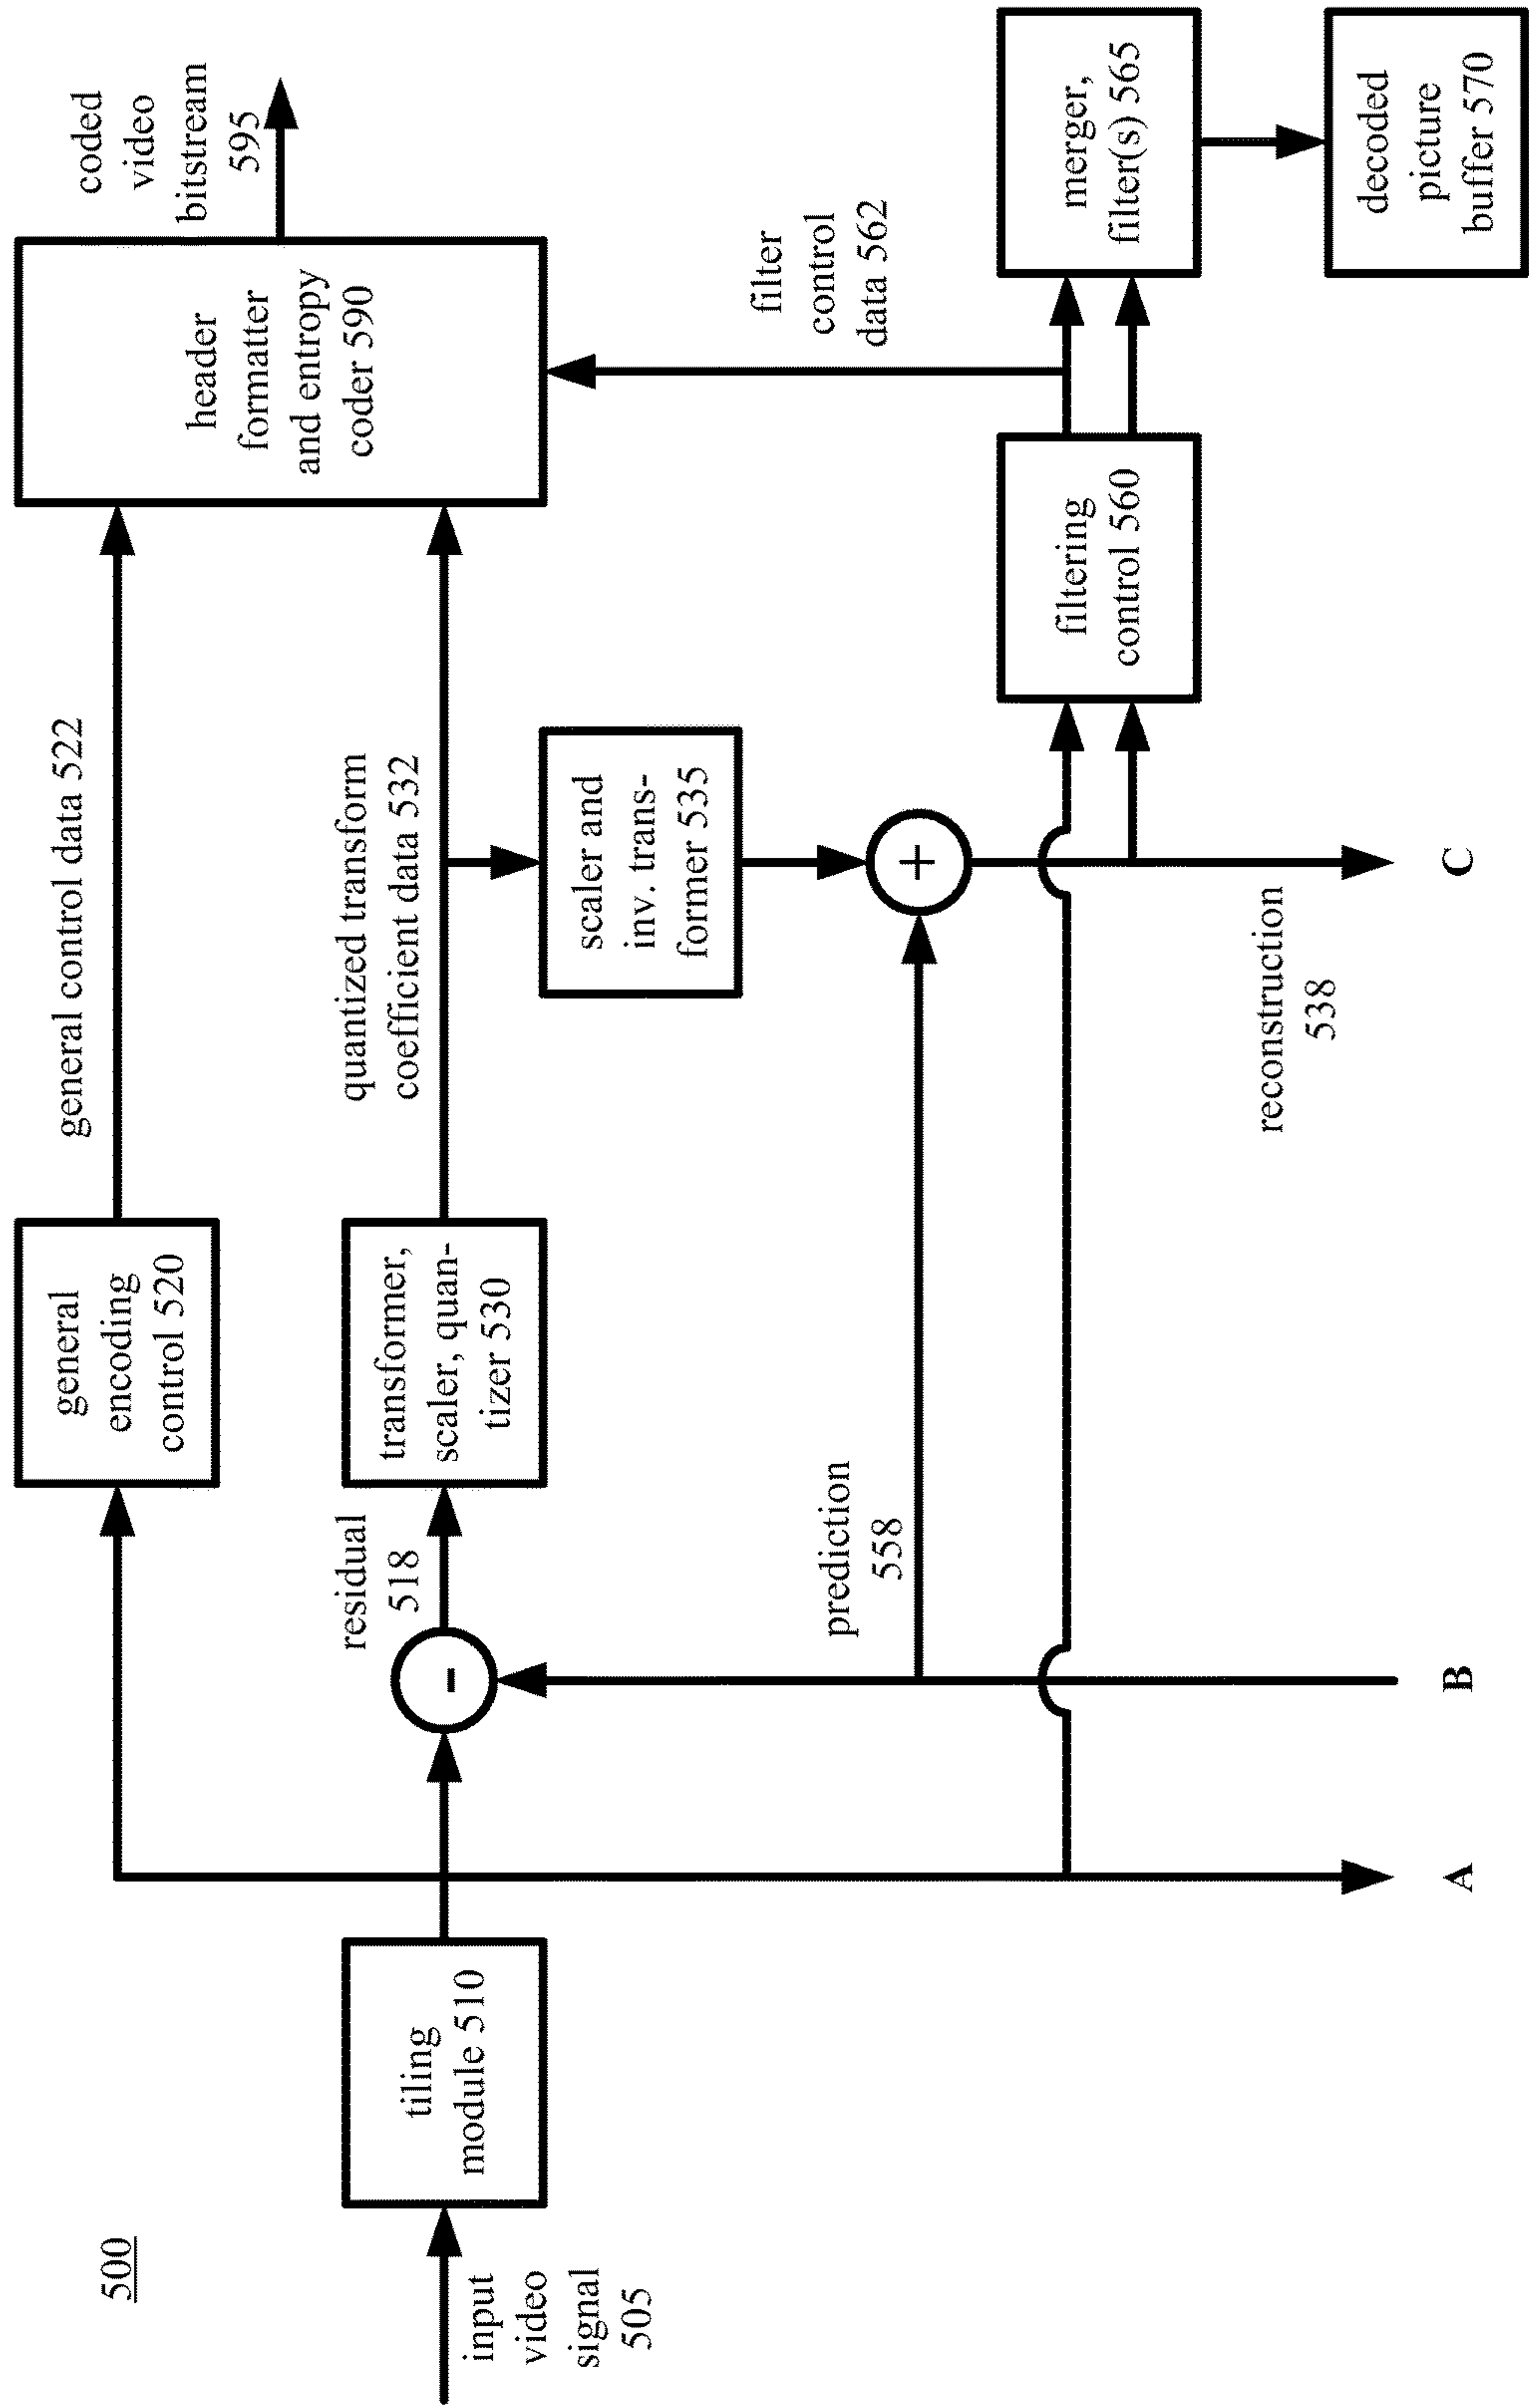 500
input
video
signal
505
tiling
module 510
general
encoding
control 520
general control data 522
residual
518
transformer,
scaler, quan-
tizer 530
quantized transform
coefficient data 532
header
formatter
and entropy
coder 590
coded
video
bitstream
595
scaler and
inv. trans-
former 535
prediction
558
+
-
filter
control
data 562
filtering
control 560
merger,
filter(s) 565
decoded
picture
buffer 570
reconstruction
538
A
B
C